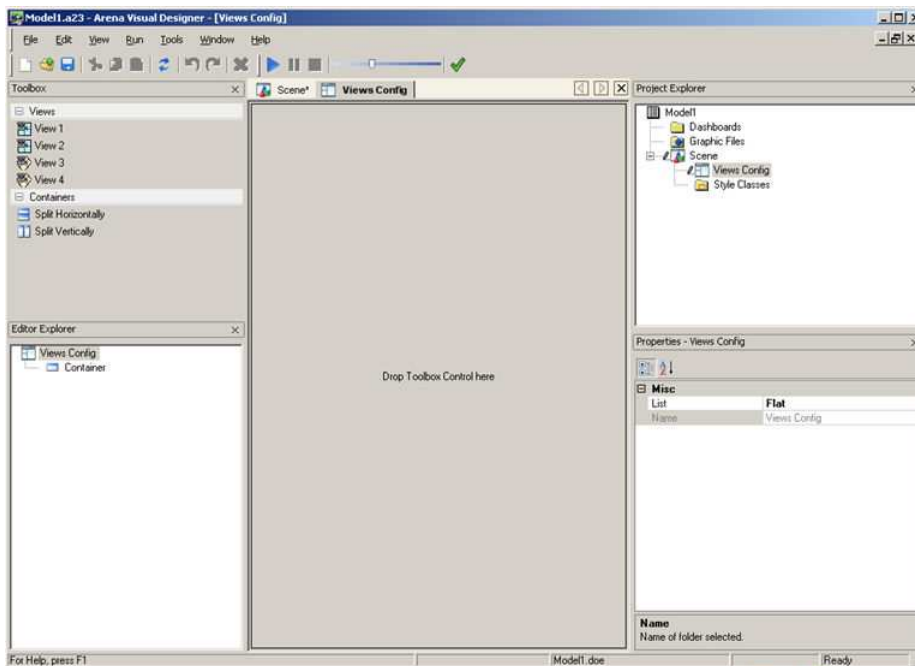 Model1.a23 - Arena Visual Designer - [Views Config]
File Edit View Run Tools Window Help
Toolbox
Views
View 1
View 2
View 3
View 4
Containers
Split Horizontally
Split Vertically
Editor Explorer
Views Config
Container
Scene* Views Config
Drop Toolbox Control here
Project Explorer
Model1
Dashboards
Graphic Files
Scene
Views Config
Style Classes
Properties - Views Config
Misc
List Flat
Name Views Config
Name
Name of folder selected.
For Help, press F1 Model1.doe Ready